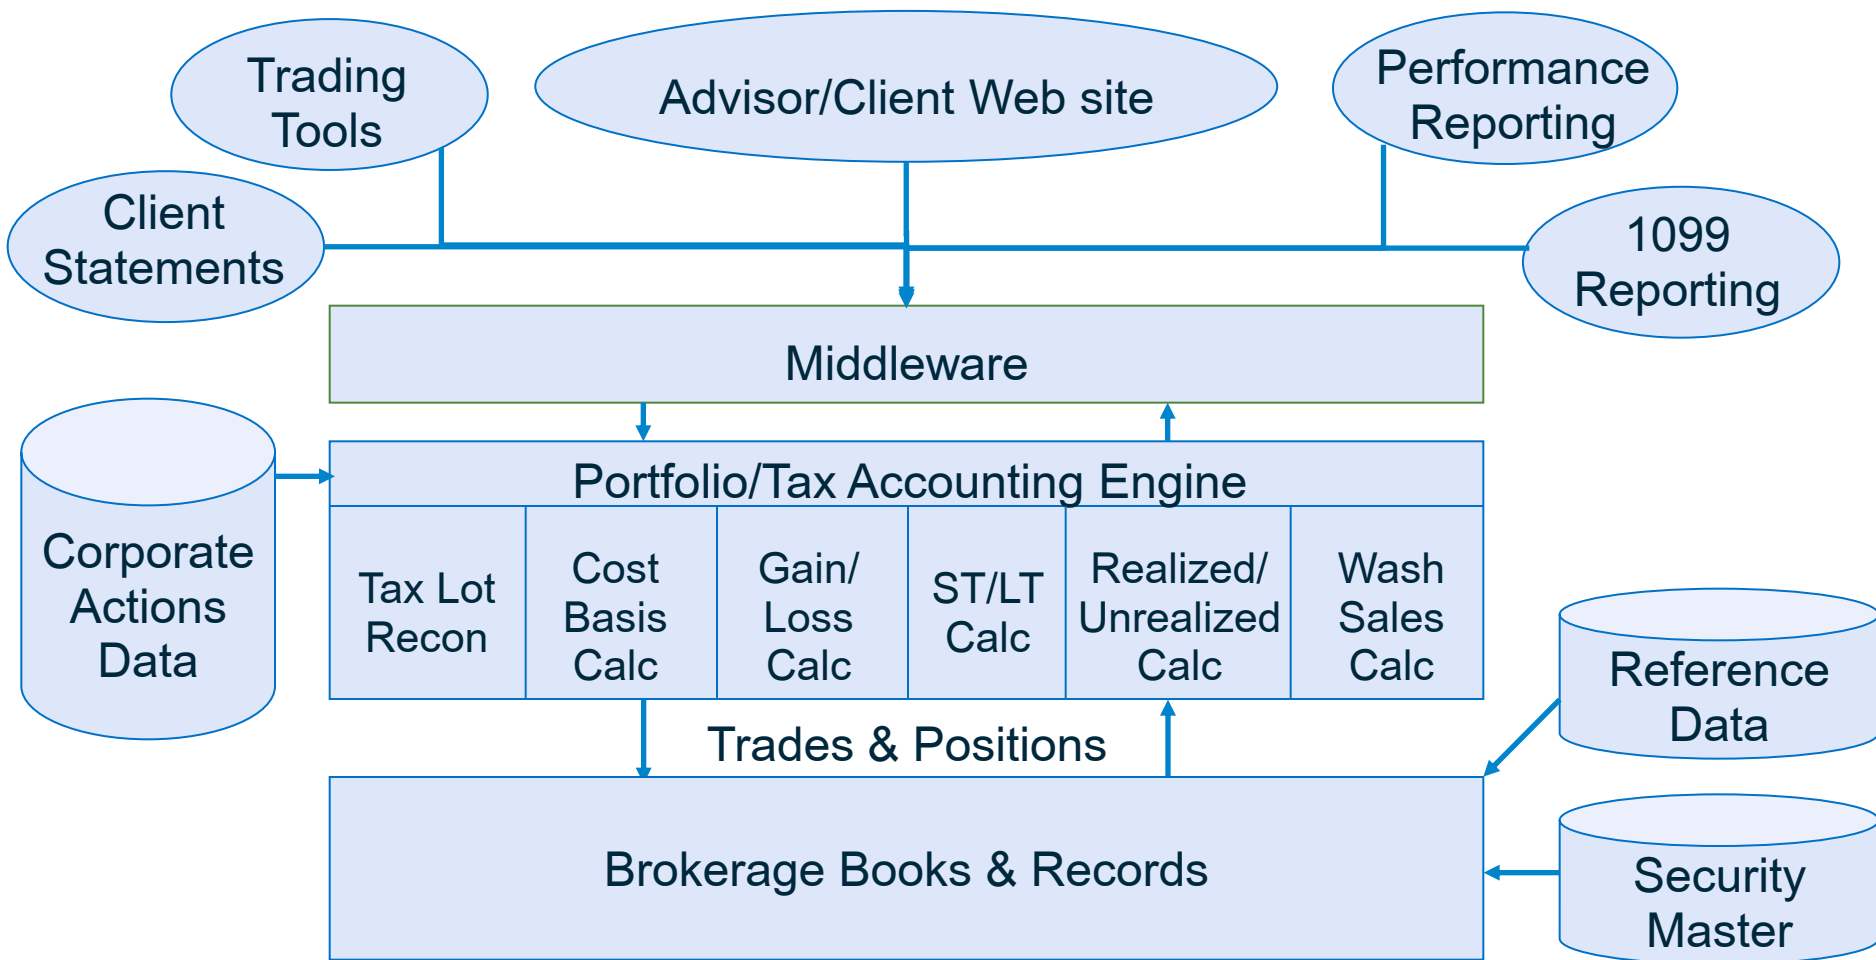 Trading
Tools
Advisor/Client Web site
Performance
Reporting
Client
Statements
1099
Reporting
Middleware
Portfolio/Tax Accounting Engine
Corporate
Actions
Data
Tax Lot
Recon
Cost
Basis
Calc
Gain/
Loss
Calc
ST/LT
Calc
Realized/
Unrealized
Calc
Wash
Sales
Calc
Reference
Data
Trades & Positions
Brokerage Books & Records
Security
Master